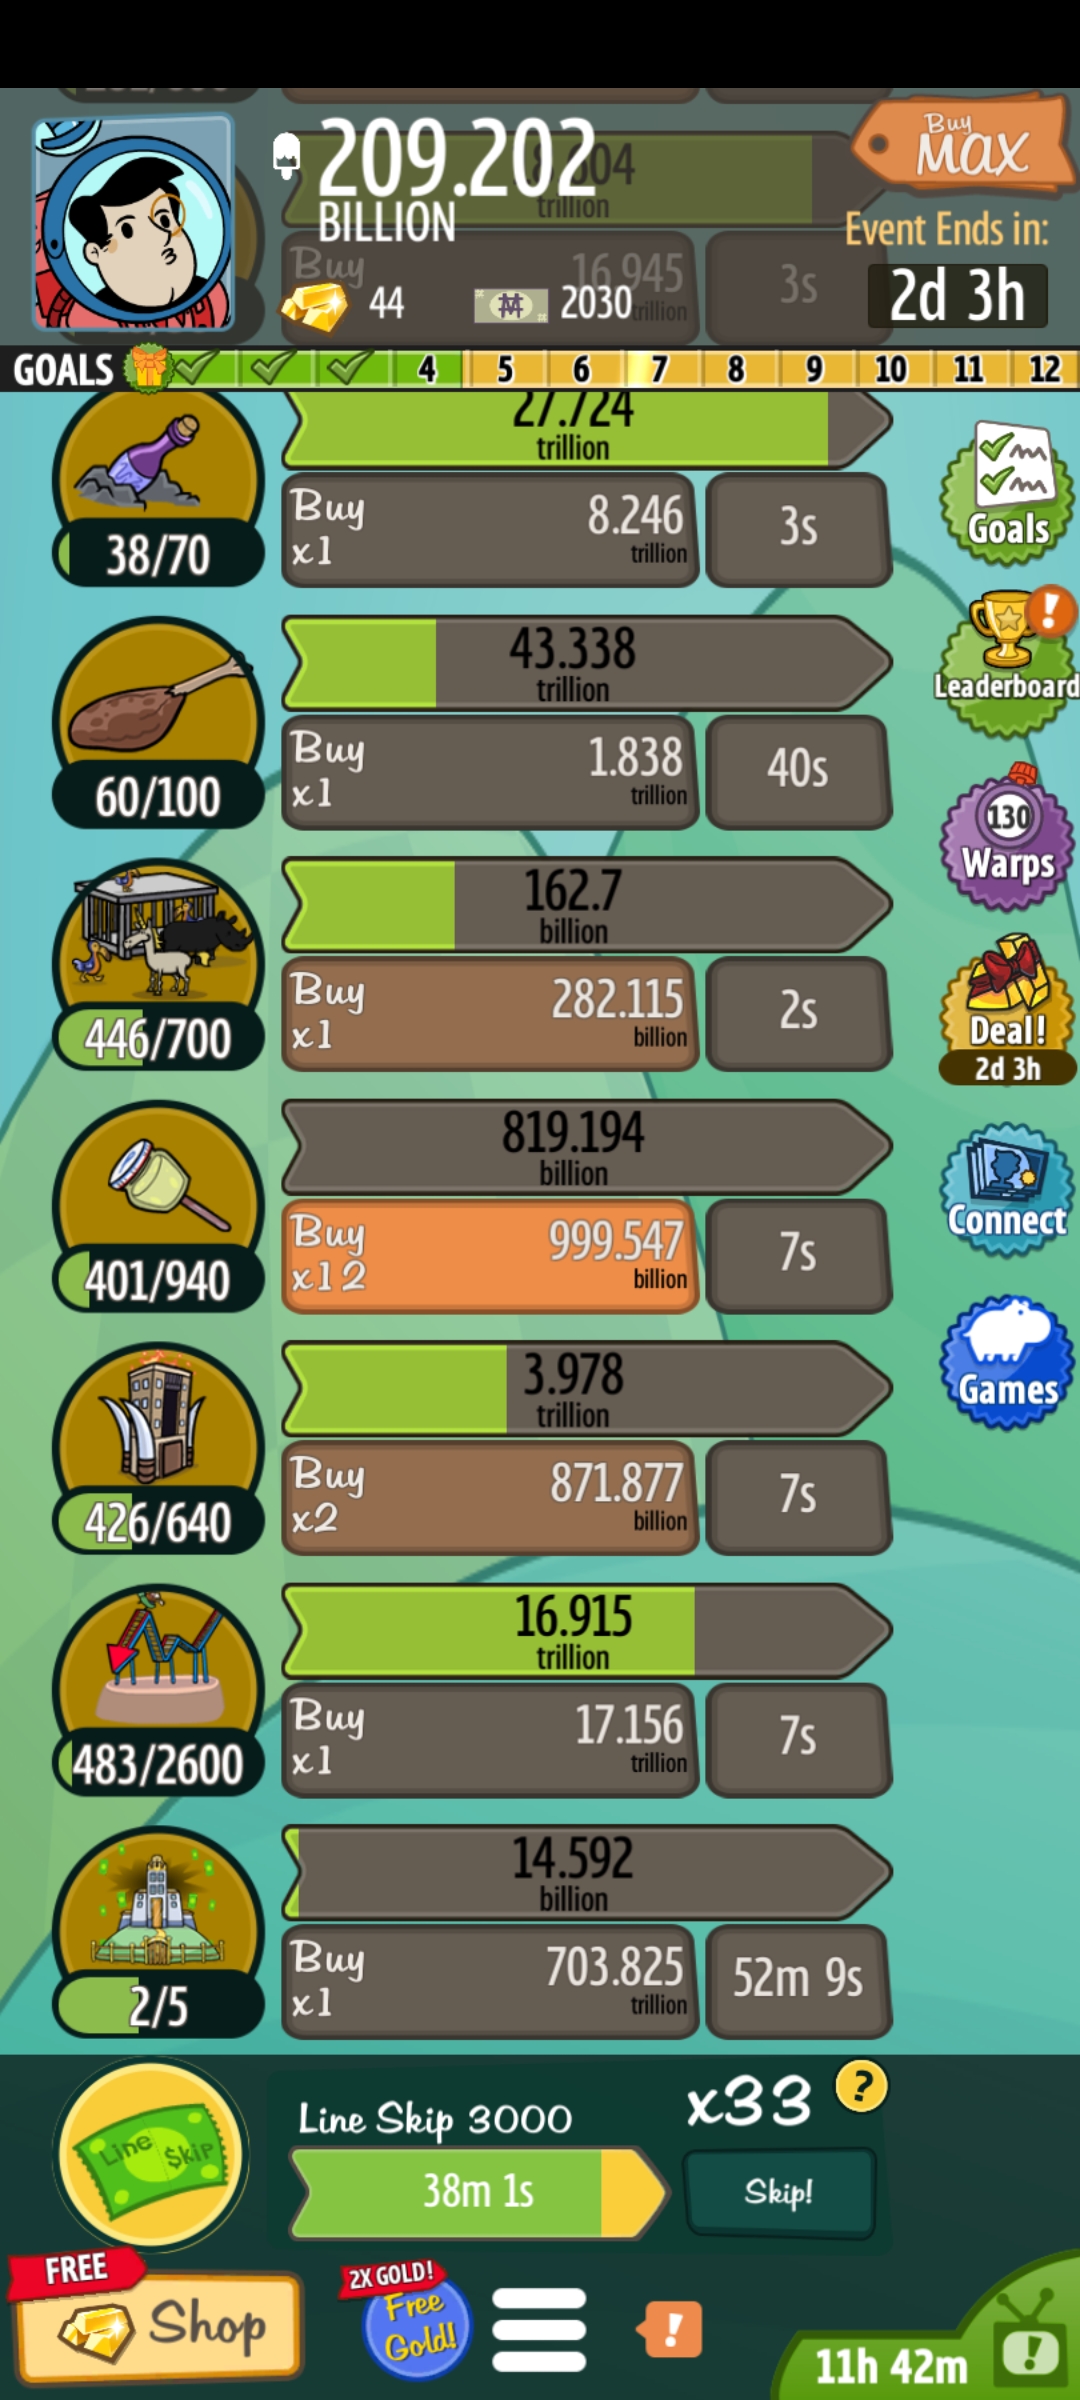 209.202
BILLION
8.604
trillion
Buy
16.945
trillion
3s
44
2030
Buy
MAX
Event Ends in:
2d 3h
GOALS
4 5 6 7 8 9 10 11 12
27.724
trillion
38/70
Buy
x1
8.246
trillion
3s
Goals
43.338
trillion
60/100
Buy
x1
1.838
trillion
40s
!
Leaderboard
162.7
billion
446/700
Buy
x1
282.115
billion
2s
130
Warps
Deal!
2d 3h
819.194
billion
401/940
Buy
x12
999.547
billion
7s
Connect
3.978
trillion
426/640
Buy
x2
871.877
billion
7s
Games
16.915
trillion
483/2600
Buy
x1
17.156
trillion
7s
14.592
billion
2/5
Buy
x1
703.825
trillion
52m 9s
Line $kip
Line Skip 3000
x33
?
38m 1s
Skip!
FREE
Shop
2X GOLD!
Free
Gold!
!
11h 42m
!